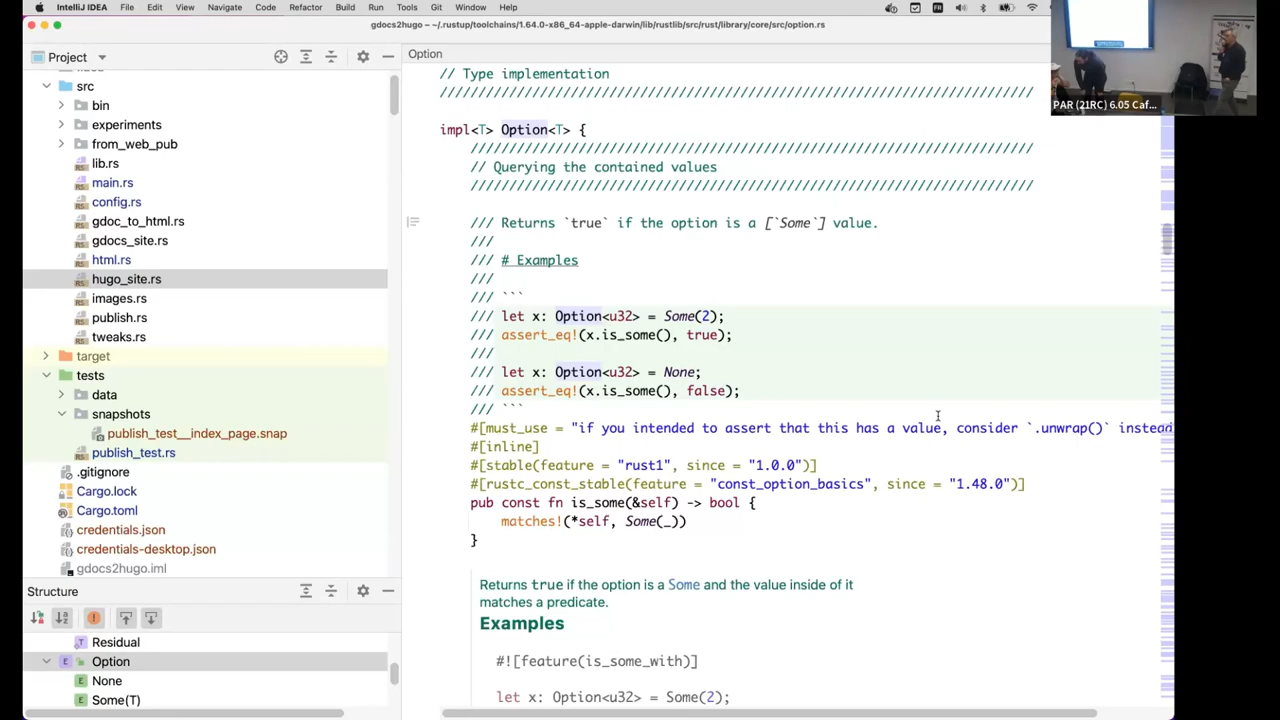 IntelliJ IDEA File Edit View Navigate Code Refactor Build Run Tools Git Window Help
gdocs2hugo – ~/.rustup/toolchains/1.64.0-x86_64-apple-darwin/lib/rustlib/src/rust/library/core/src/option.rs
Project
src
bin
experiments
from_web_pub
lib.rs
main.rs
config.rs
gdoc_to_html.rs
gdocs_site.rs
html.rs
hugo_site.rs
images.rs
publish.rs
tweaks.rs
target
tests
data
snapshots
publish_test__index_page.snap
publish_test.rs
.gitignore
Cargo.lock
Cargo.toml
credentials.json
credentials-desktop.json
gdocs2hugo.iml
Structure
Residual
Option
None
Some(T)
Option
// Type implementation
/////////////////////////////////////////////////////////////////////////////
impl<T> Option<T> {
/////////////////////////////////////////////////////////////////////////
// Querying the contained values
/////////////////////////////////////////////////////////////////////////
/// Returns `true` if the option is a [`Some`] value.
///
/// # Examples
///
/// ```
/// let x: Option<u32> = Some(2);
/// assert_eq!(x.is_some(), true);
///
/// let x: Option<u32> = None;
/// assert_eq!(x.is_some(), false);
/// ```
#[must_use = "if you intended to assert that this has a value, consider `.unwrap()` instead
#[inline]
#[stable(feature = "rust1", since = "1.0.0")]
#[rustc_const_stable(feature = "const_option_basics", since = "1.48.0")]
pub const fn is_some(&self) -> bool {
matches!(*self, Some(_))
}
Returns true if the option is a Some and the value inside of it
matches a predicate.
Examples
#![feature(is_some_with)]
let x: Option<u32> = Some(2);
PAR (21RC) 6.05 Caf...